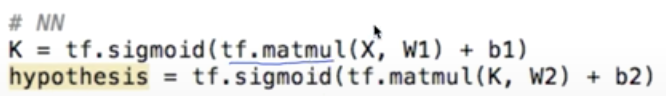 # NN
K = tf.sigmoid(tf.matmul(X, W1) + b1)
hypothesis = tf.sigmoid(tf.matmul(K, W2) + b2)